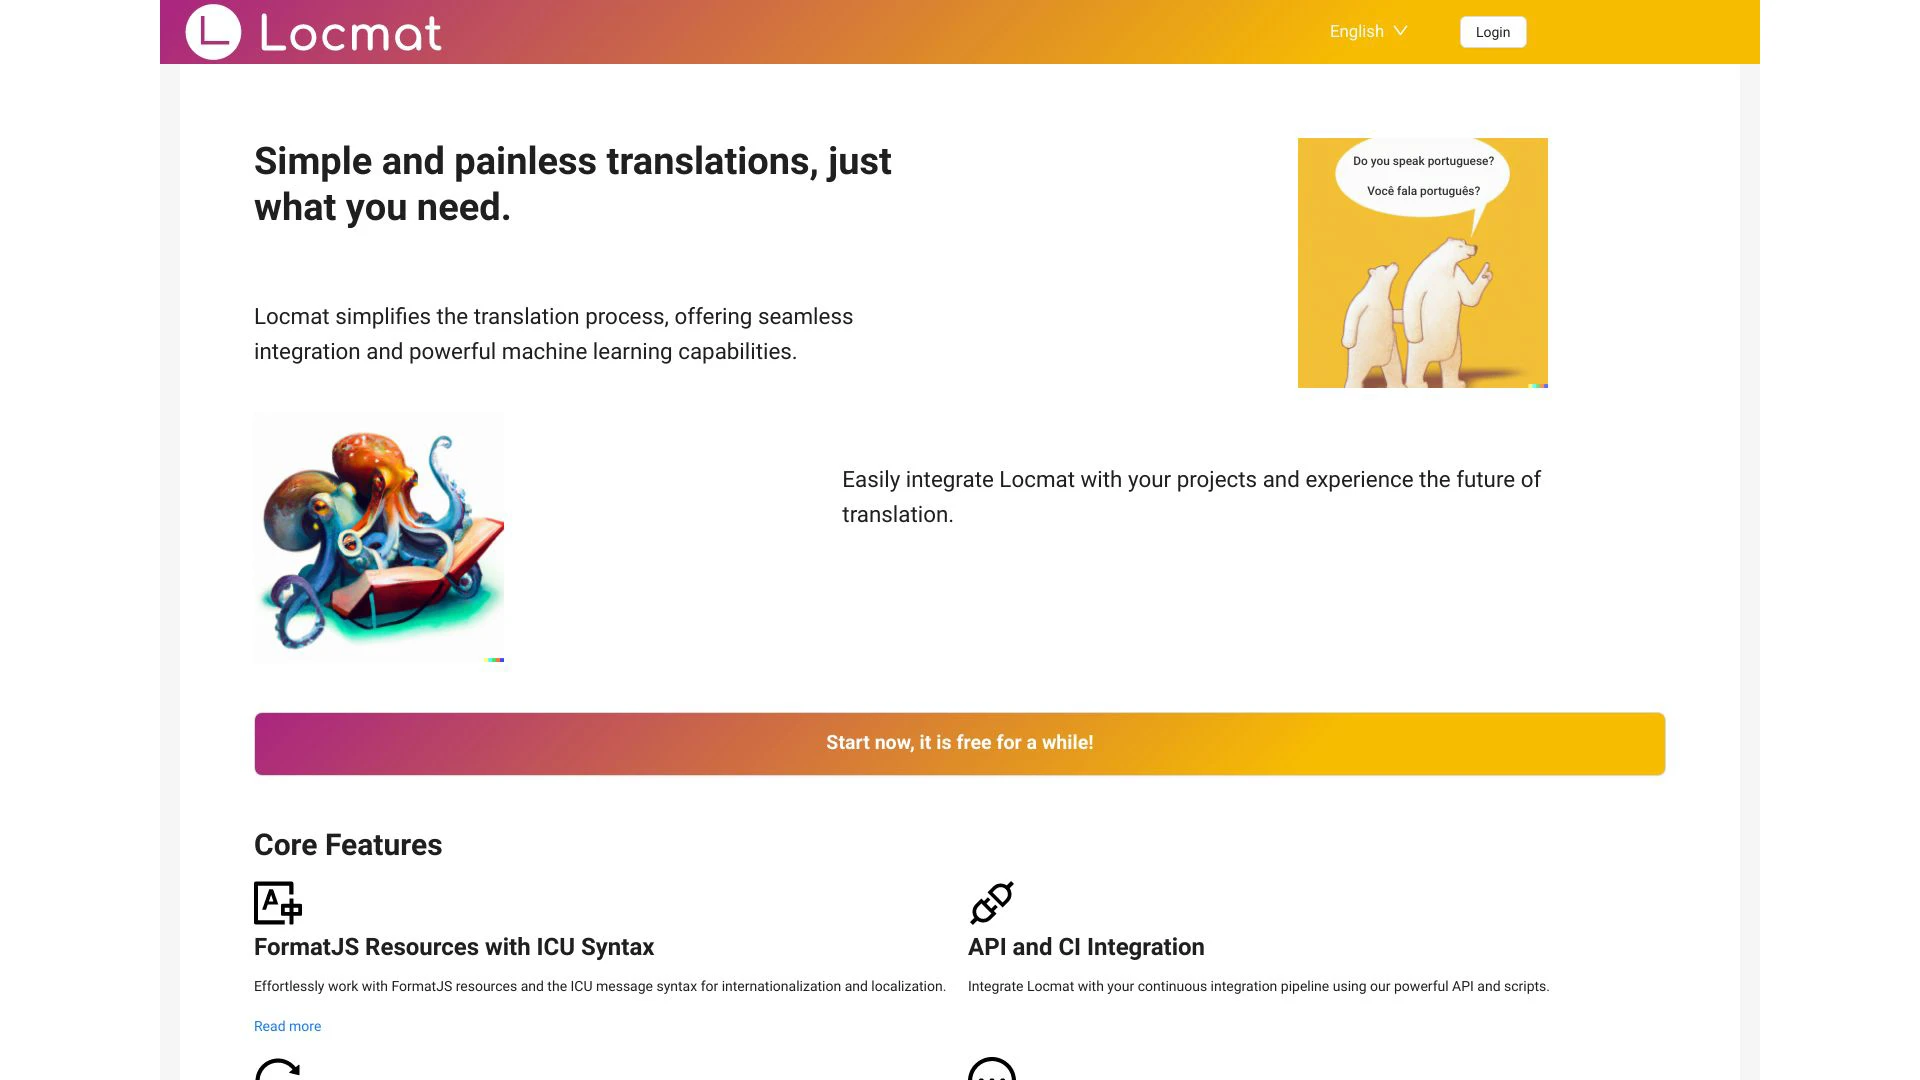 Locmat
English
Login
Simple and painless translations, just
what you need.
Do you speak portuguese?
Você fala português?
Locmat simplifies the translation process, offering seamless
integration and powerful machine learning capabilities.
Easily integrate Locmat with your projects and experience the future of
translation.
Start now, it is free for a while!
Core Features
FormatJS Resources with ICU Syntax
Effortlessly work with FormatJS resources and the ICU message syntax for internationalization and localization.
Read more
API and CI Integration
Integrate Locmat with your continuous integration pipeline using our powerful API and scripts.